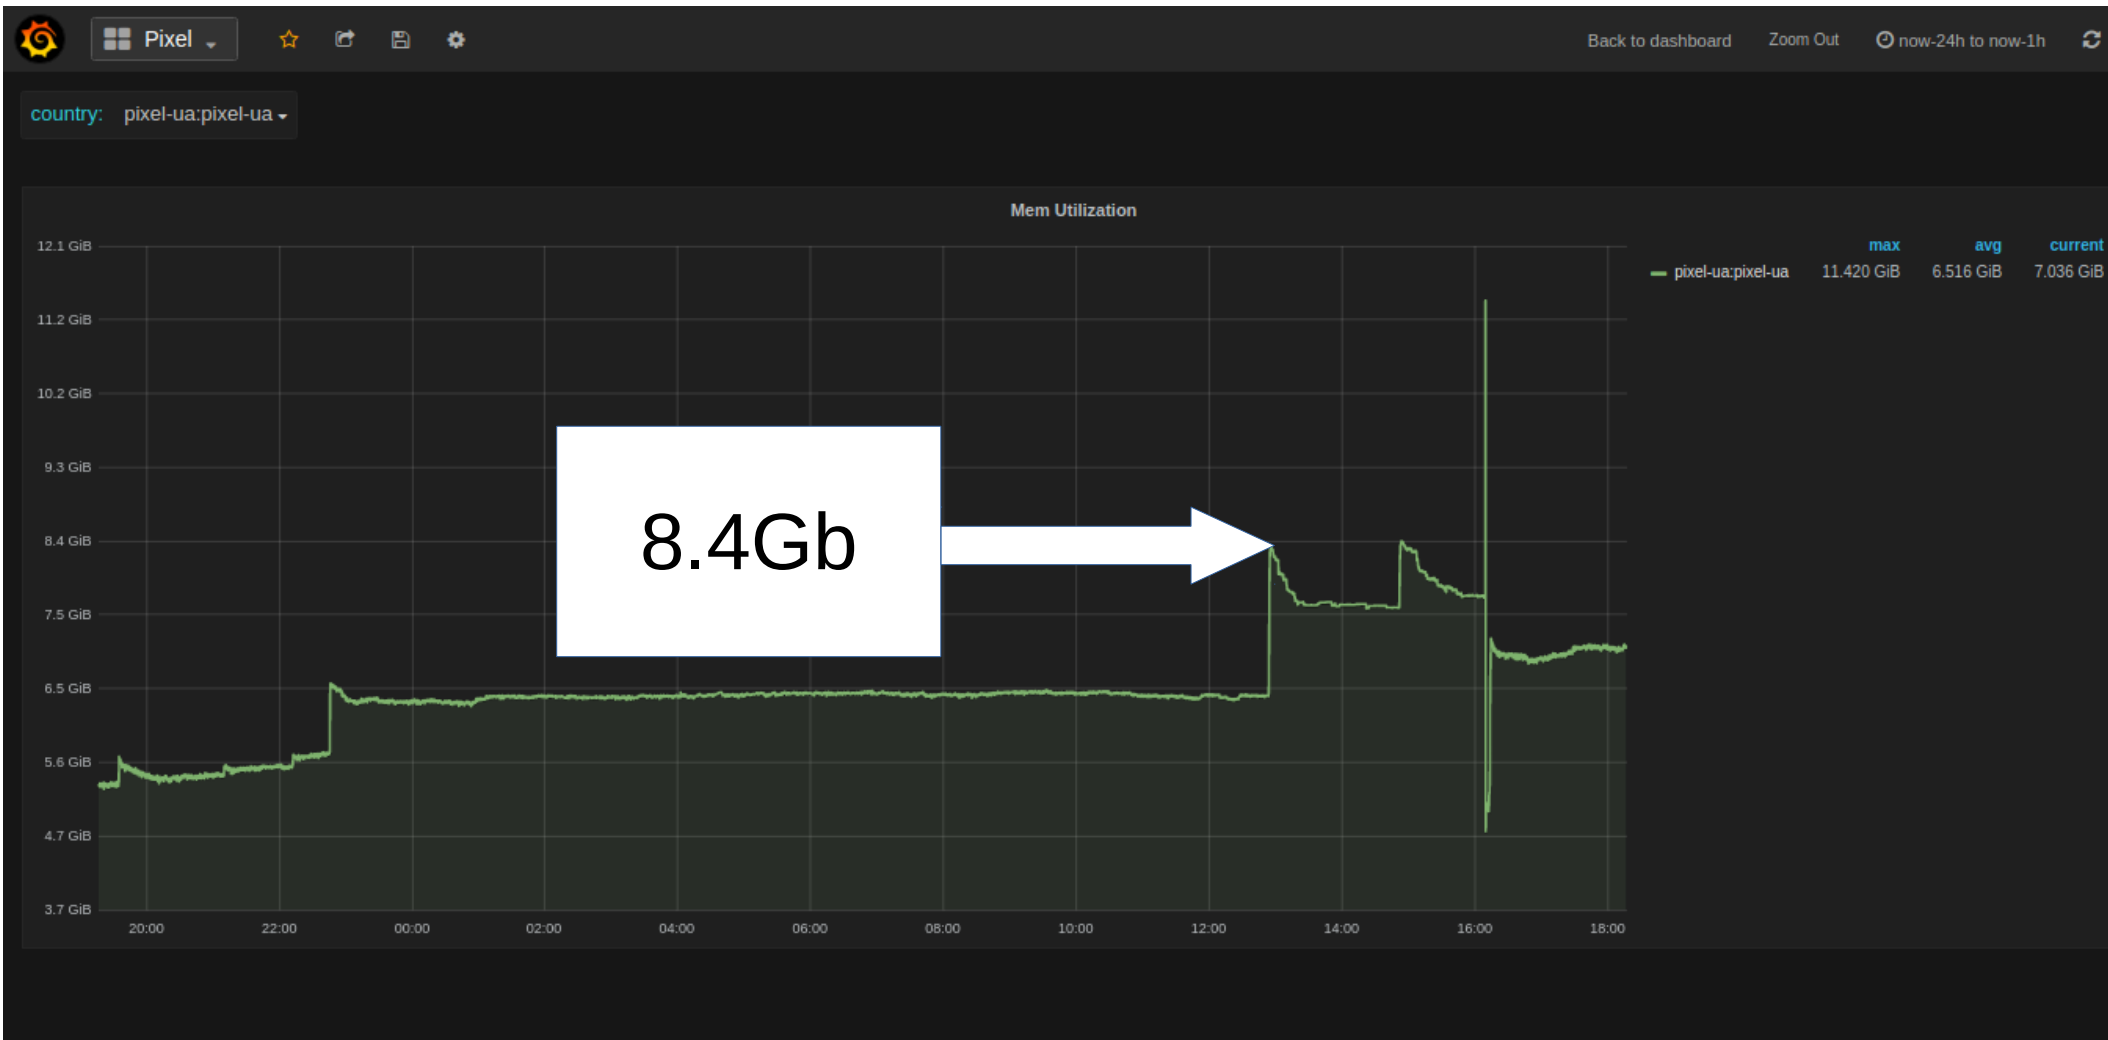 Pixel
Back to dashboard
Zoom Out
now-24h to now-1h
country:
pixel-ua:pixel-ua
Mem Utilization
max avg current
pixel-ua:pixel-ua 11.420 GiB 6.516 GiB 7.036 GiB
12.1 GiB
11.2 GiB
10.2 GiB
9.3 GiB
8.4 GiB
7.5 GiB
6.5 GiB
5.6 GiB
4.7 GiB
3.7 GiB
8.4Gb
20:00 22:00 00:00 02:00 04:00 06:00 08:00 10:00 12:00 14:00 16:00 18:00